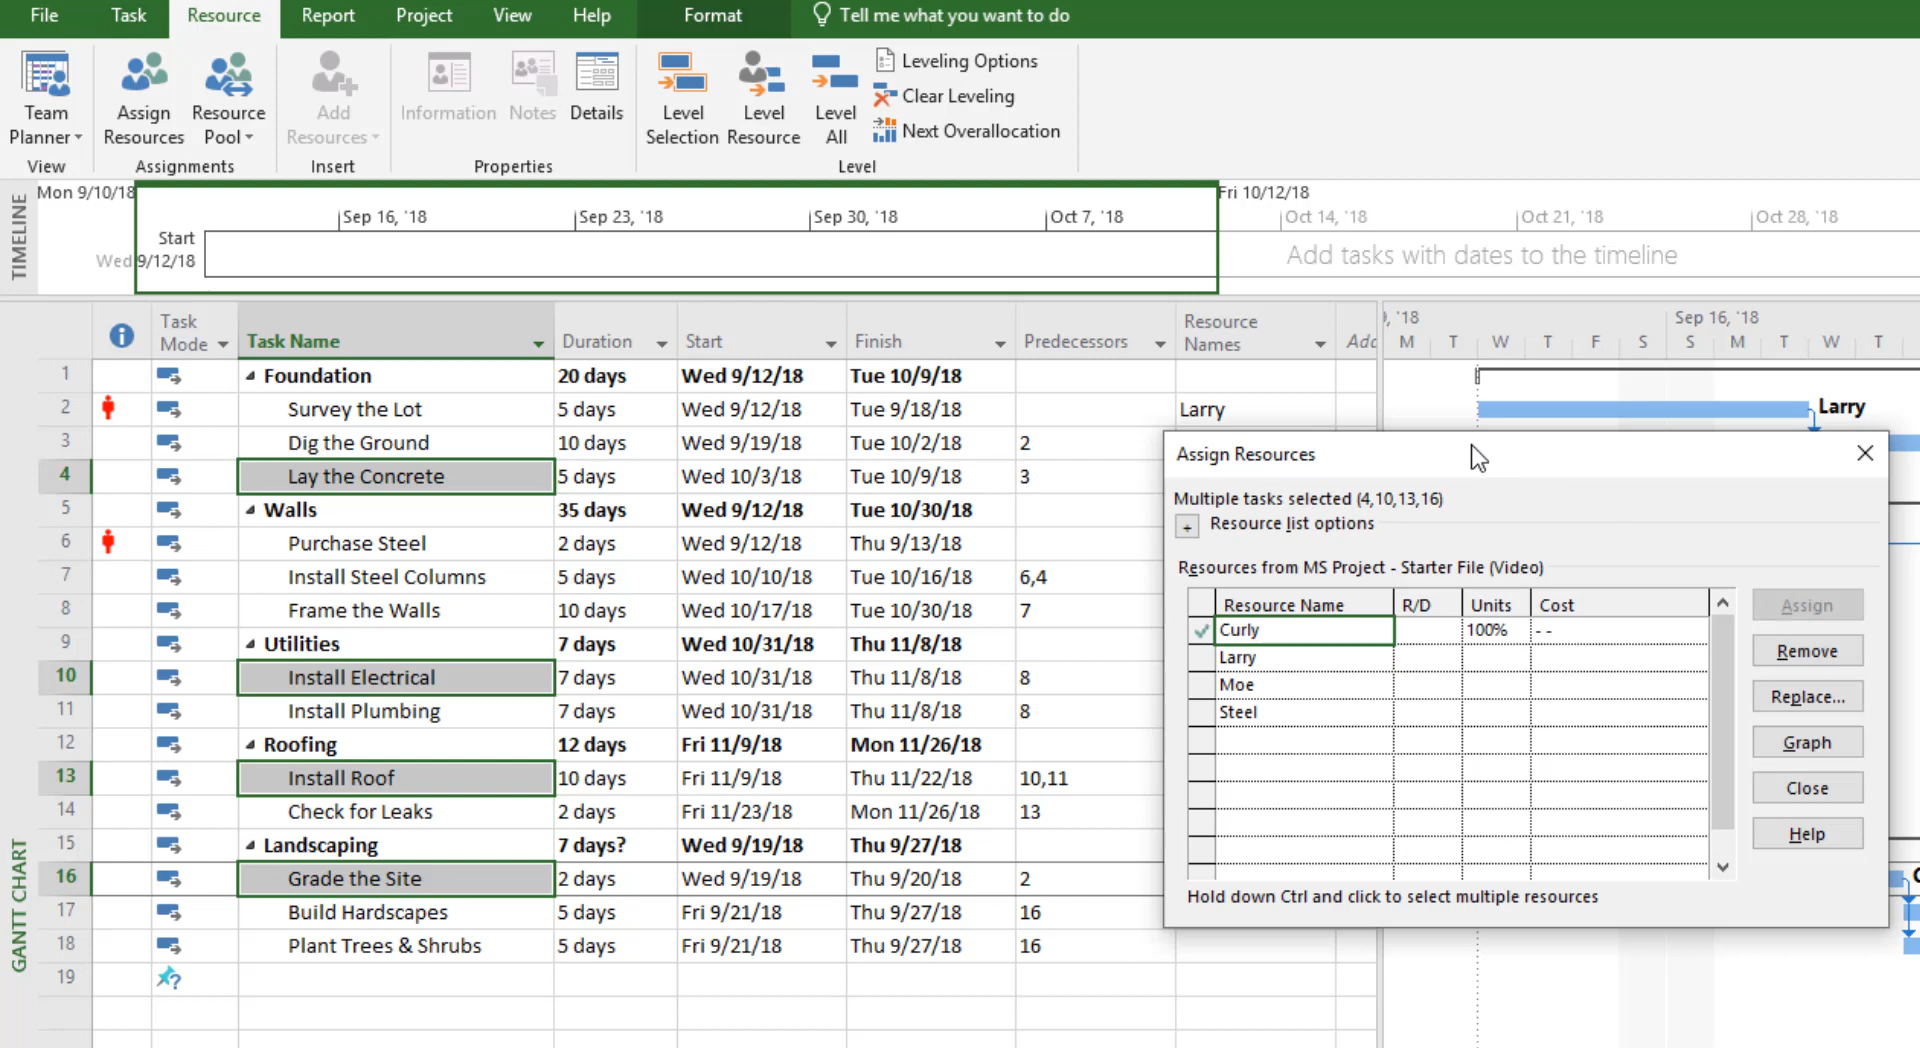 File Task Resource Report Project View Help Format Tell me what you want to do
Team Planner
Assign Resources
Resource Pool
Add Resources
Information
Notes
Details
Level Selection
Level Resource
Level All
Leveling Options
Clear Leveling
Next Overallocation
View Assignments Insert Properties Level
TIMELINE
Mon 9/10/18 Fri 10/12/18
Sep 16, '18 Sep 23, '18 Sep 30, '18 Oct 7, '18 Oct 14, '18 Oct 21, '18 Oct 28, '18
Start
Wed 9/12/18
Add tasks with dates to the timeline
Task Mode Task Name Duration Start Finish Predecessors Resource Names Add
, '18 Sep 16, '18
M T W T F S S M T W T
1 Foundation 20 days Wed 9/12/18 Tue 10/9/18
2 Survey the Lot 5 days Wed 9/12/18 Tue 9/18/18 Larry Larry
3 Dig the Ground 10 days Wed 9/19/18 Tue 10/2/18 2
4 Lay the Concrete 5 days Wed 10/3/18 Tue 10/9/18 3
5 Walls 35 days Wed 9/12/18 Tue 10/30/18
6 Purchase Steel 2 days Wed 9/12/18 Thu 9/13/18
7 Install Steel Columns 5 days Wed 10/10/18 Tue 10/16/18 6,4
8 Frame the Walls 10 days Wed 10/17/18 Tue 10/30/18 7
9 Utilities 7 days Wed 10/31/18 Thu 11/8/18
10 Install Electrical 7 days Wed 10/31/18 Thu 11/8/18 8
11 Install Plumbing 7 days Wed 10/31/18 Thu 11/8/18 8
12 Roofing 12 days Fri 11/9/18 Mon 11/26/18
13 Install Roof 10 days Fri 11/9/18 Thu 11/22/18 10,11
14 Check for Leaks 2 days Fri 11/23/18 Mon 11/26/18 13
15 Landscaping 7 days? Wed 9/19/18 Thu 9/27/18
16 Grade the Site 2 days Wed 9/19/18 Thu 9/20/18 2
17 Build Hardscapes 5 days Fri 9/21/18 Thu 9/27/18 16
18 Plant Trees & Shrubs 5 days Fri 9/21/18 Thu 9/27/18 16
19
GANTT CHART
Assign Resources
Multiple tasks selected (4,10,13,16)
+ Resource list options
Resources from MS Project - Starter File (Video)
Resource Name R/D Units Cost
Curly 100% - -
Larry
Moe
Steel
Assign
Remove
Replace...
Graph
Close
Help
Hold down Ctrl and click to select multiple resources